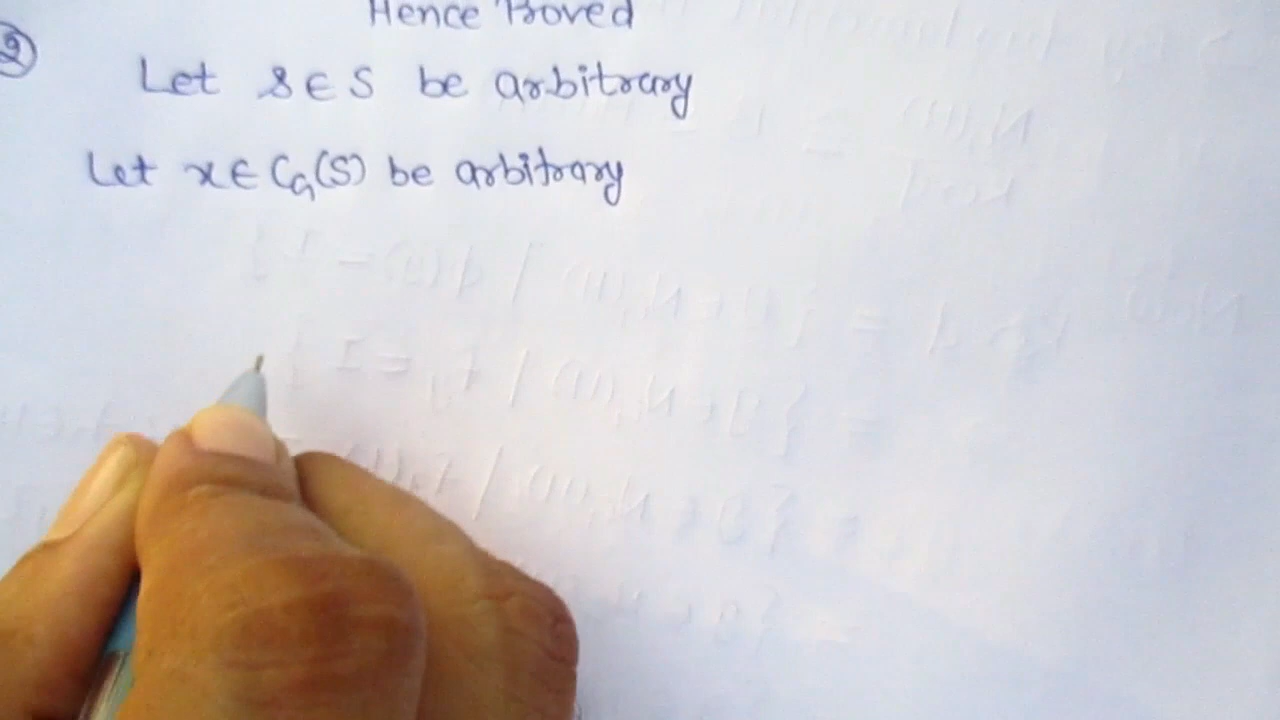 Hence Proved
② Let s ∈ S be arbitrary
Let x ∈ C_G(S) be arbitrary